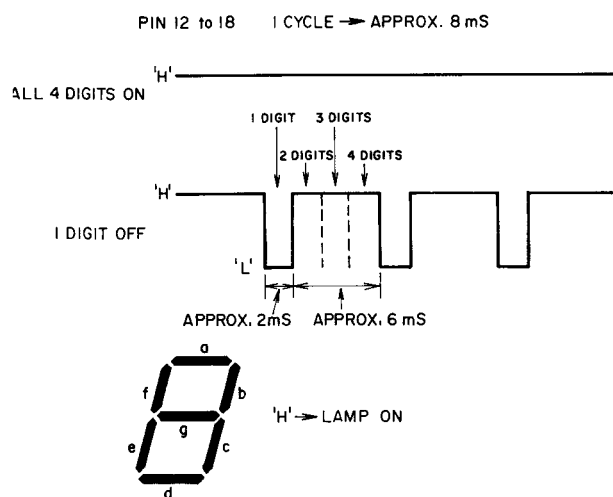 PIN 12 to 18 1 CYCLE → APPROX. 8 mS
'H'
ALL 4 DIGITS ON
1 DIGIT 3 DIGITS
2 DIGITS 4 DIGITS
'H'
1 DIGIT OFF
'L'
APPROX. 2mS APPROX. 6 mS
a
f b
g 'H' → LAMP ON
e c
d